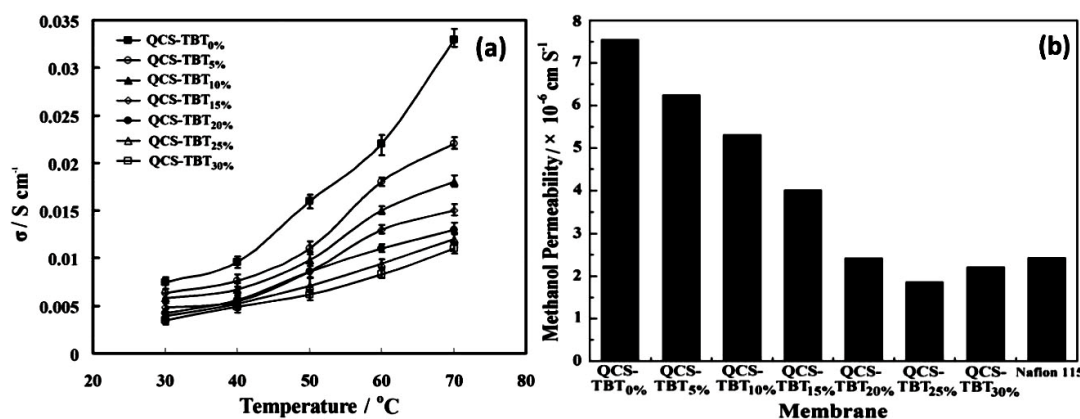 (a)
0.035
0.03
0.025
0.02
0.015
0.01
0.005
0
σ / S cm⁻¹
QCS-TBT₀%
QCS-TBT₅%
QCS-TBT₁₀%
QCS-TBT₁₅%
QCS-TBT₂₀%
QCS-TBT₂₅%
QCS-TBT₃₀%
20 30 40 50 60 70 80
Temperature / °C
(b)
8
7
6
5
4
3
2
1
0
Methanol Permeability / × 10⁻⁶ cm S⁻¹
QCS- QCS- QCS- QCS- QCS- QCS- QCS- Nafion 115
TBT₀% TBT₅% TBT₁₀% TBT₁₅% TBT₂₀% TBT₂₅% TBT₃₀%
Membrane